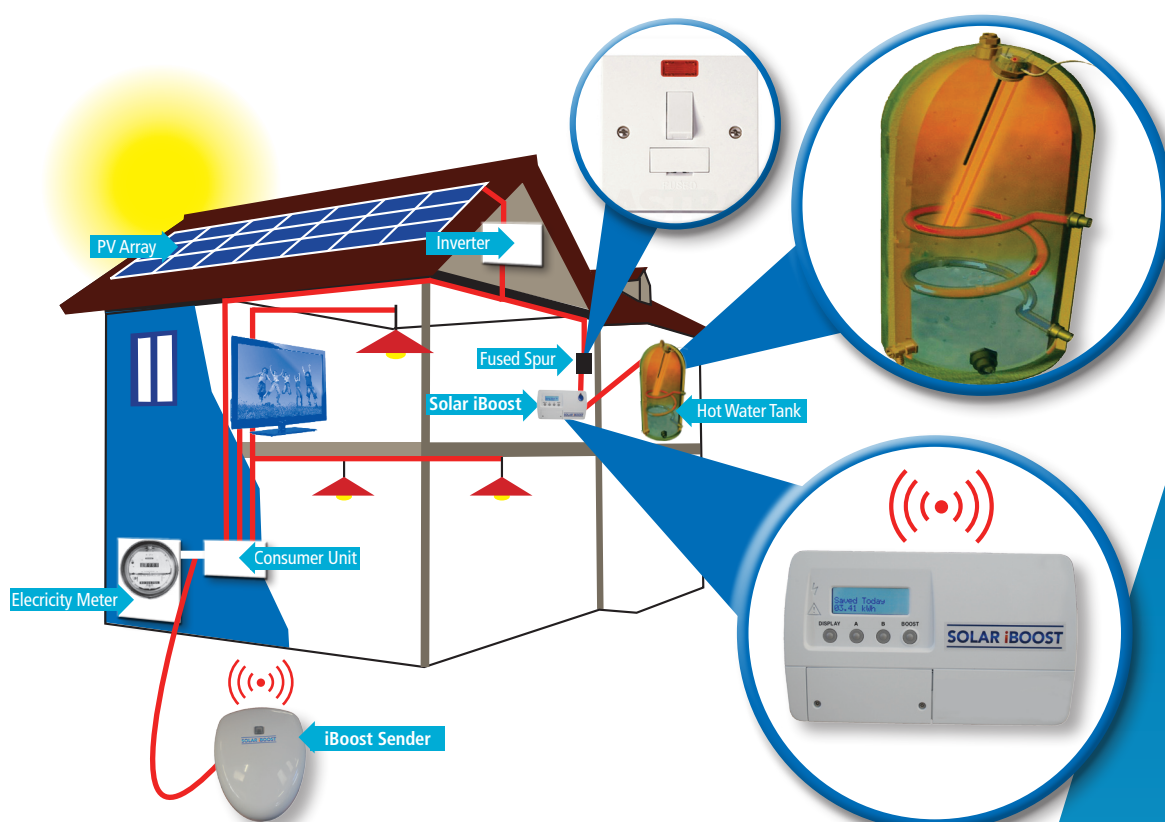 PV Array
Inverter
Fused Spur
Solar iBoost
Hot Water Tank
Consumer Unit
Elecricity Meter
Saved Today
03.41 kWh
DISPLAY A B BOOST
SOLAR iBOOST
SOLAR iBOOST
iBoost Sender